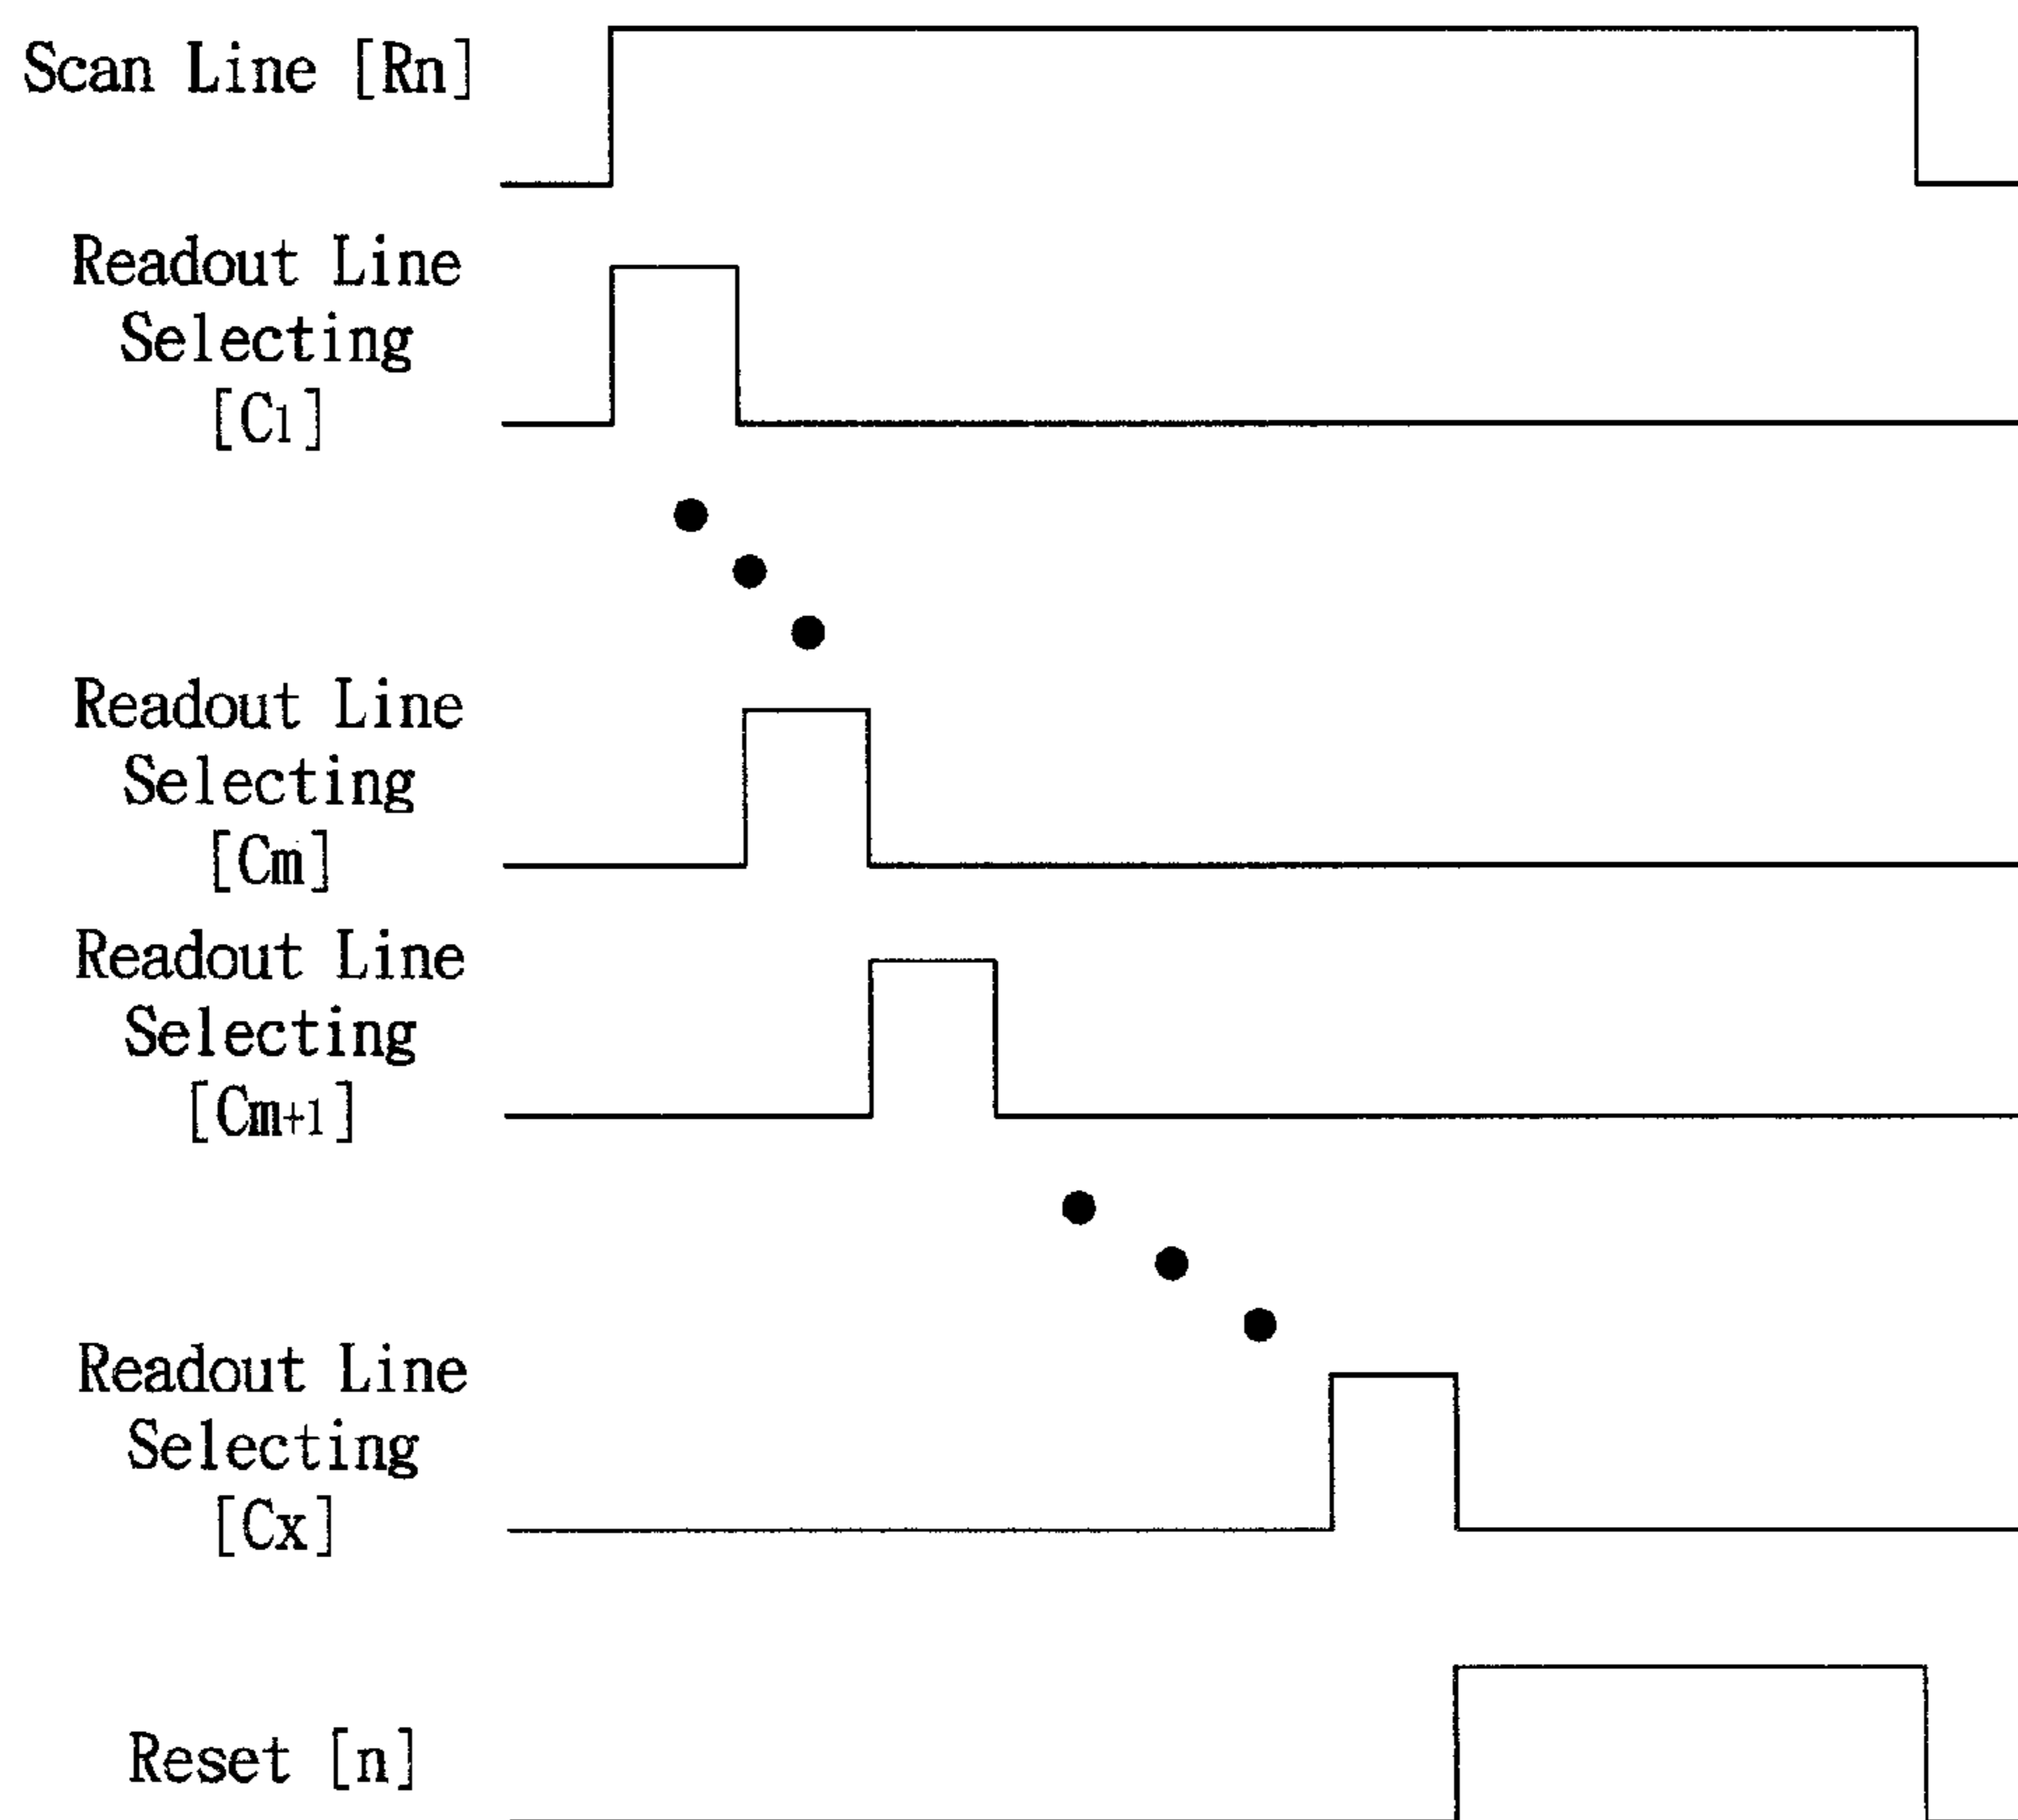 Scan Line [Rn]
Readout Line
Selecting
[C1]
Readout Line
Selecting
[Cm]
Readout Line
Selecting
[Cm+1]
Readout Line
Selecting
[Cx]
Reset [n]